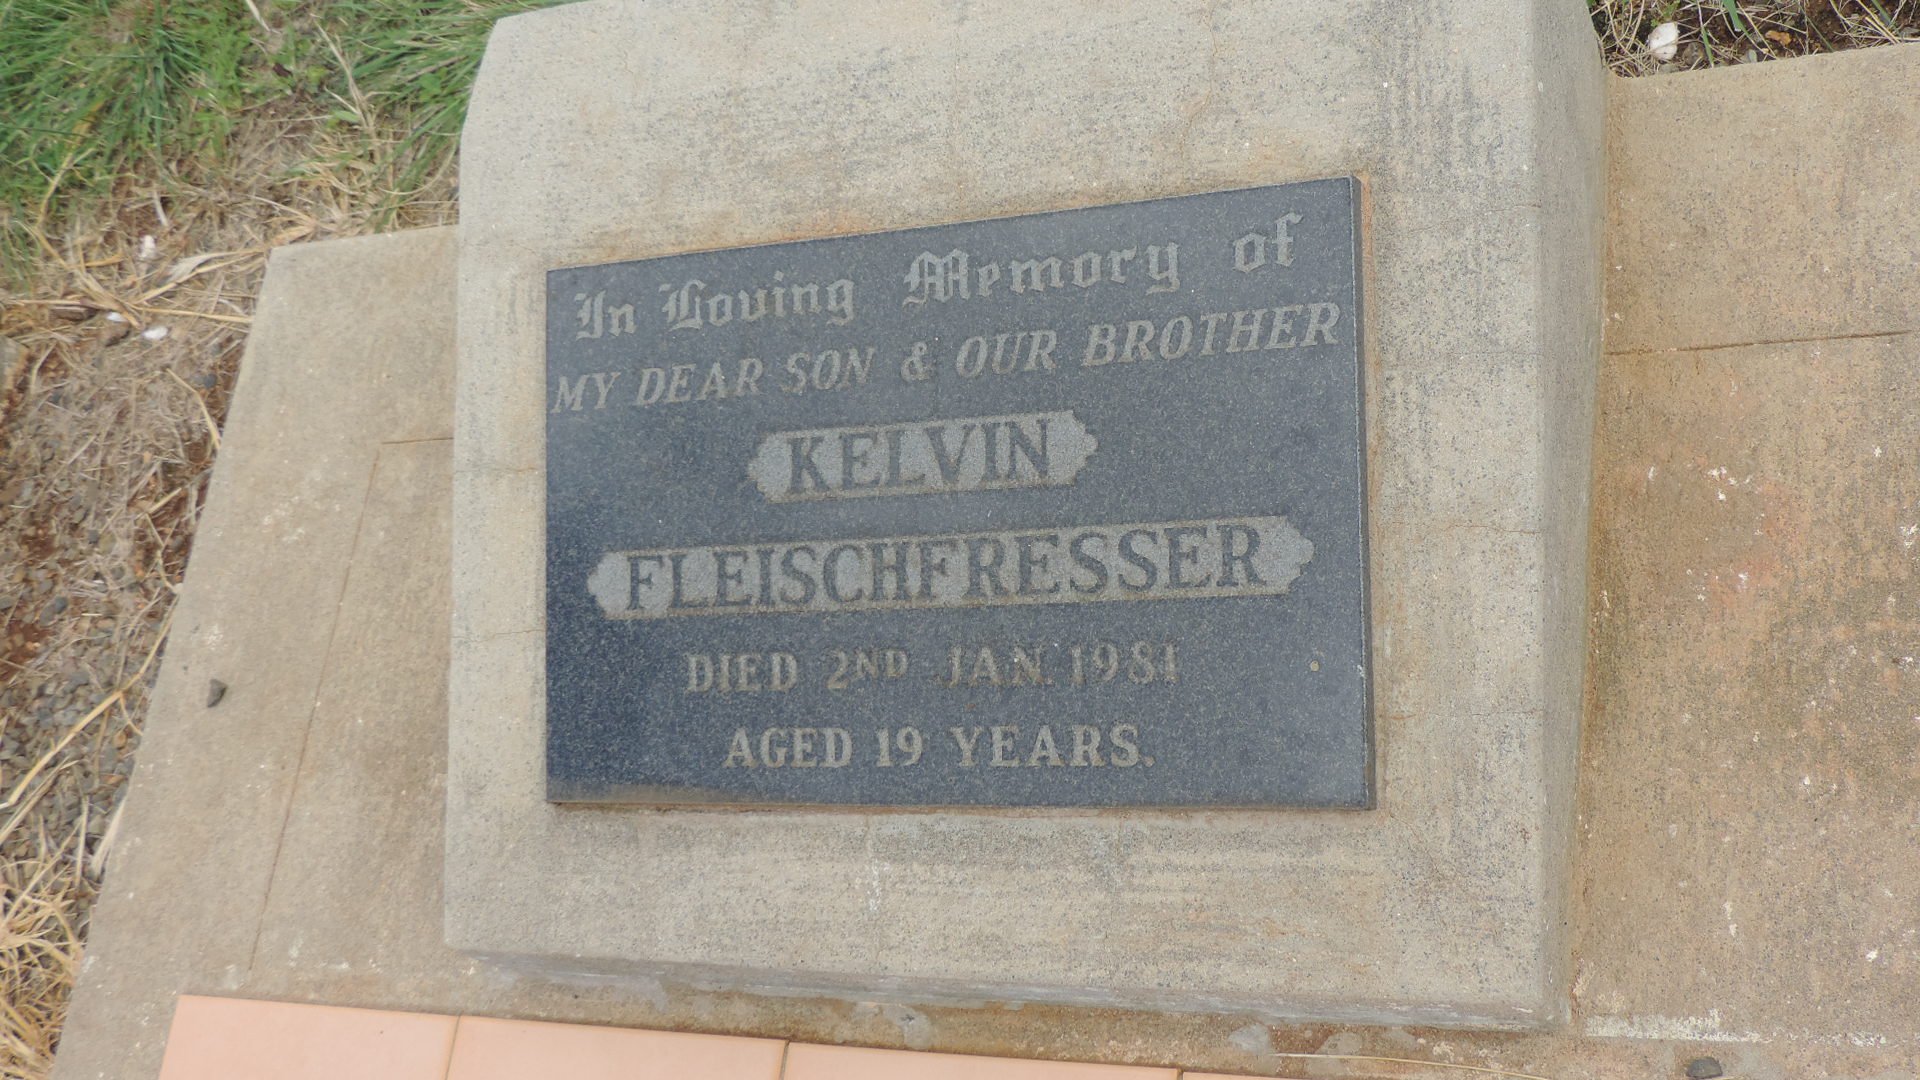 In Loving Memory of
MY DEAR SON & OUR BROTHER
KELVIN
FLEISCHFRESSER
DIED 2ND JAN. 1981
AGED 19 YEARS.